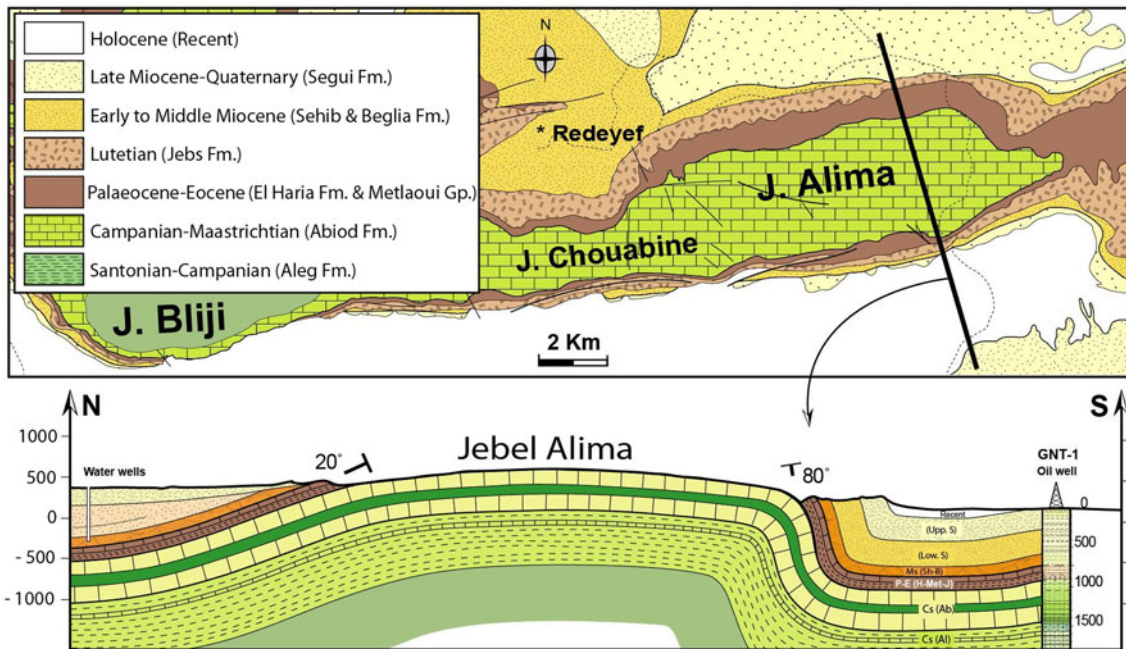 Holocene (Recent)
Late Miocene-Quaternary (Segui Fm.)
Early to Middle Miocene (Sehib & Beglia Fm.)
Lutetian (Jebs Fm.)
Palaeocene-Eocene (El Haria Fm. & Metlaoui Gp.)
Campanian-Maastrichtian (Abiod Fm.)
Santonian-Campanian (Aleg Fm.)
N
* Redeyef
J. Alima
J. Chouabine
J. Bliji
2 Km
N
S
Jebel Alima
1000
500
0
- 500
- 1000
Water wells
20°
80°
GNT-1
Oil well
0
500
1000
1500
Recent
(Upp. S)
(Low. S)
Ms (Sh-B)
P-E (H-Met-J)
Cs (Ab)
Cs (Al)